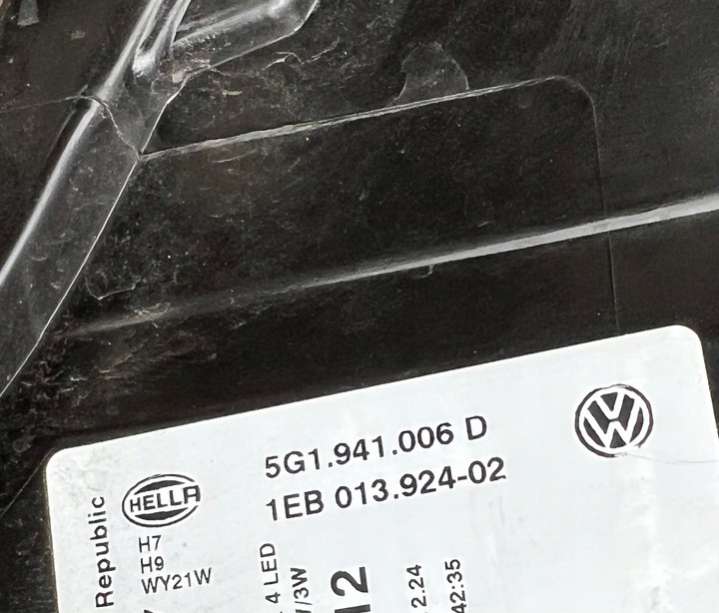 5G1.941.006 D
1EB 013.924-02
HELLA
H7
H9
WY21W
Republic
4 LED
/3W
2.24
42:35